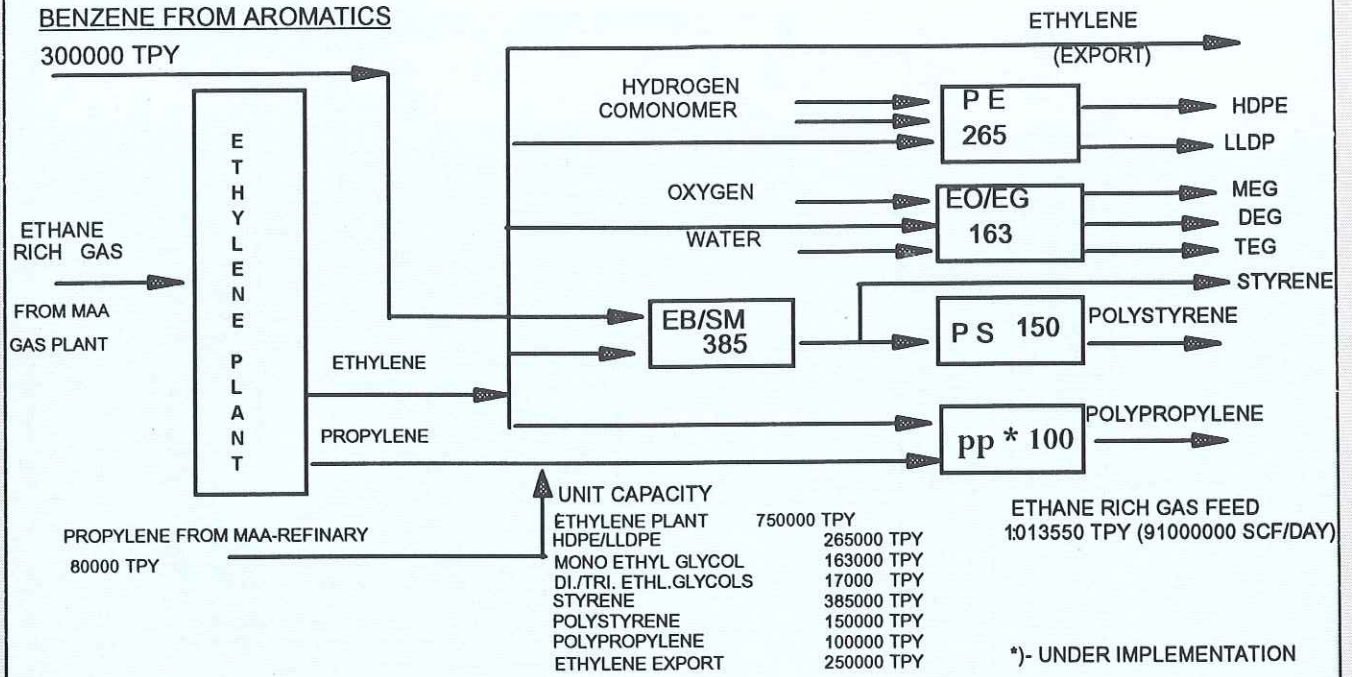 BENZENE FROM AROMATICS
300000 TPY
ETHYLENE
(EXPORT)
HYDROGEN
COMONOMER
P E
265
HDPE
LLDP
ETHYLENE PLANT
OXYGEN
WATER
EO/EG
163
MEG
DEG
TEG
ETHANE
RICH GAS
FROM MAA
GAS PLANT
STYRENE
EB/SM
385
P S 150
POLYSTYRENE
ETHYLENE
PROPYLENE
pp * 100
POLYPROPYLENE
PROPYLENE FROM MAA-REFINARY
80000 TPY
UNIT CAPACITY
ETHYLENE PLANT 750000 TPY
HDPE/LLDPE 265000 TPY
MONO ETHYL GLYCOL 163000 TPY
DI./TRI. ETHL.GLYCOLS 17000 TPY
STYRENE 385000 TPY
POLYSTYRENE 150000 TPY
POLYPROPYLENE 100000 TPY
ETHYLENE EXPORT 250000 TPY
ETHANE RICH GAS FEED
1:013550 TPY (91000000 SCF/DAY)
*)- UNDER IMPLEMENTATION